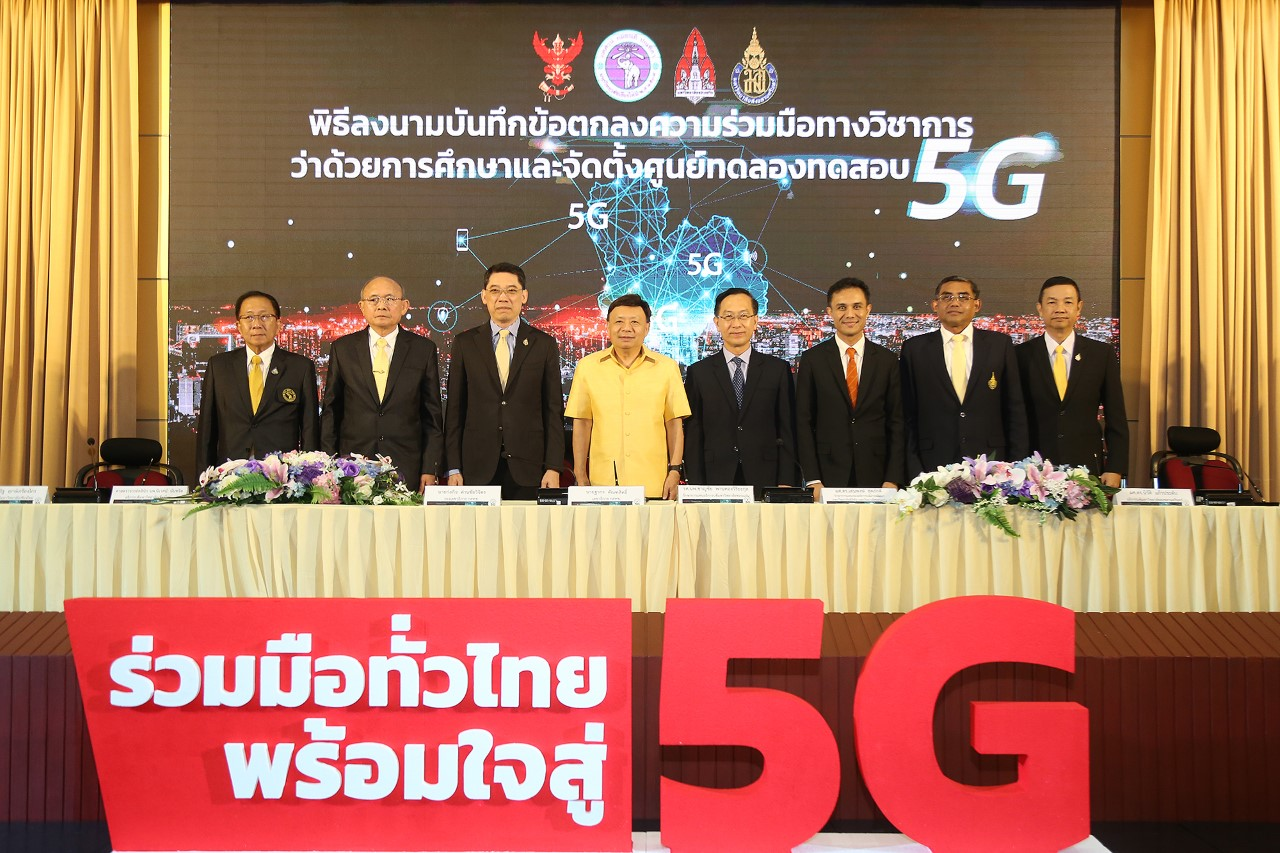 พิธีลงนามบันทึกข้อตกลงความร่วมมือทางวิชาการ
ว่าด้วยการศึกษาและจัดตั้งศูนย์ทดลองทดสอบ 5G
5G
5G
ร่วมมือทั่วไทย
พร้อมใจสู่
5G